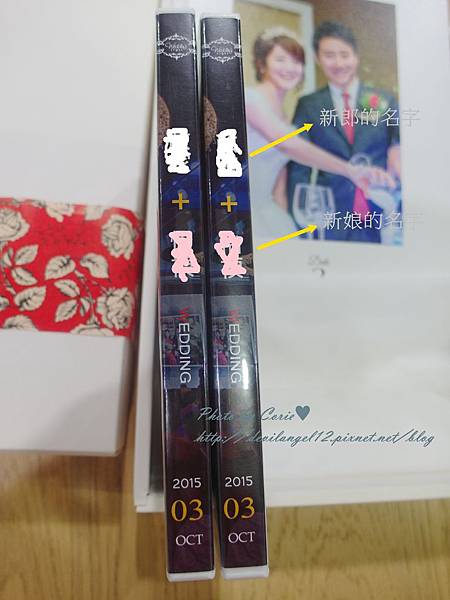 Wedding
新郎的名字
新娘的名字
+
+
WEDDING
WEDDING
Photo by Corie♥
http://devilangel12.pixnet.net/blog
2015
03
OCT
2015
03
OCT